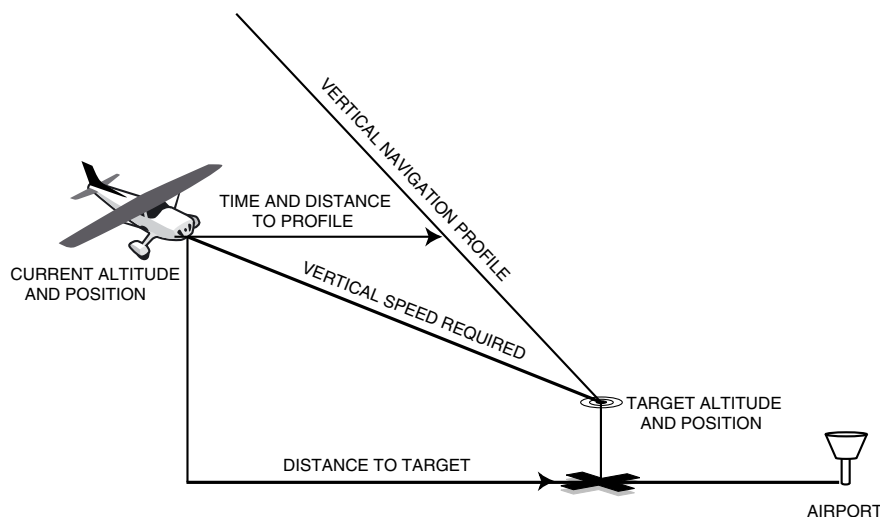 VERTICAL NAVIGATION PROFILE
TIME AND DISTANCE
TO PROFILE
CURRENT ALTITUDE
AND POSITION
VERTICAL SPEED REQUIRED
TARGET ALTITUDE
AND POSITION
DISTANCE TO TARGET
AIRPORT